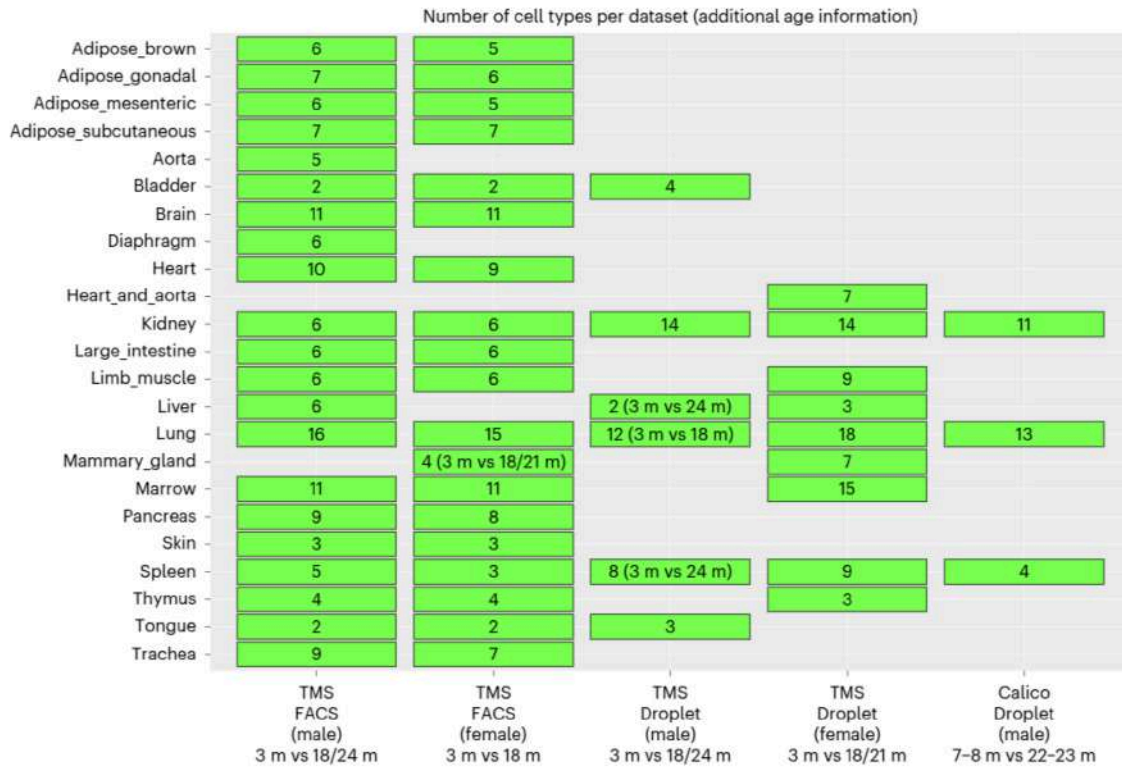 Number of cell types per dataset (additional age information)
Adipose_brown 6 5
Adipose_gonadal 7 6
Adipose_mesenteric 6 5
Adipose_subcutaneous 7 7
Aorta 5
Bladder 2 2 4
Brain 11 11
Diaphragm 6
Heart 10 9
Heart_and_aorta 7
Kidney 6 6 14 14 11
Large_intestine 6 6
Limb_muscle 6 6 9
Liver 6 2 (3 m vs 24 m) 3
Lung 16 15 12 (3 m vs 18 m) 18 13
Mammary_gland 4 (3 m vs 18/21 m) 7
Marrow 11 11 15
Pancreas 9 8
Skin 3 3
Spleen 5 3 8 (3 m vs 24 m) 9 4
Thymus 4 4 3
Tongue 2 2 3
Trachea 9 7
TMS TMS TMS TMS Calico
FACS FACS Droplet Droplet Droplet
(male) (female) (male) (female) (male)
3 m vs 18/24 m 3 m vs 18 m 3 m vs 18/24 m 3 m vs 18/21 m 7–8 m vs 22–23 m